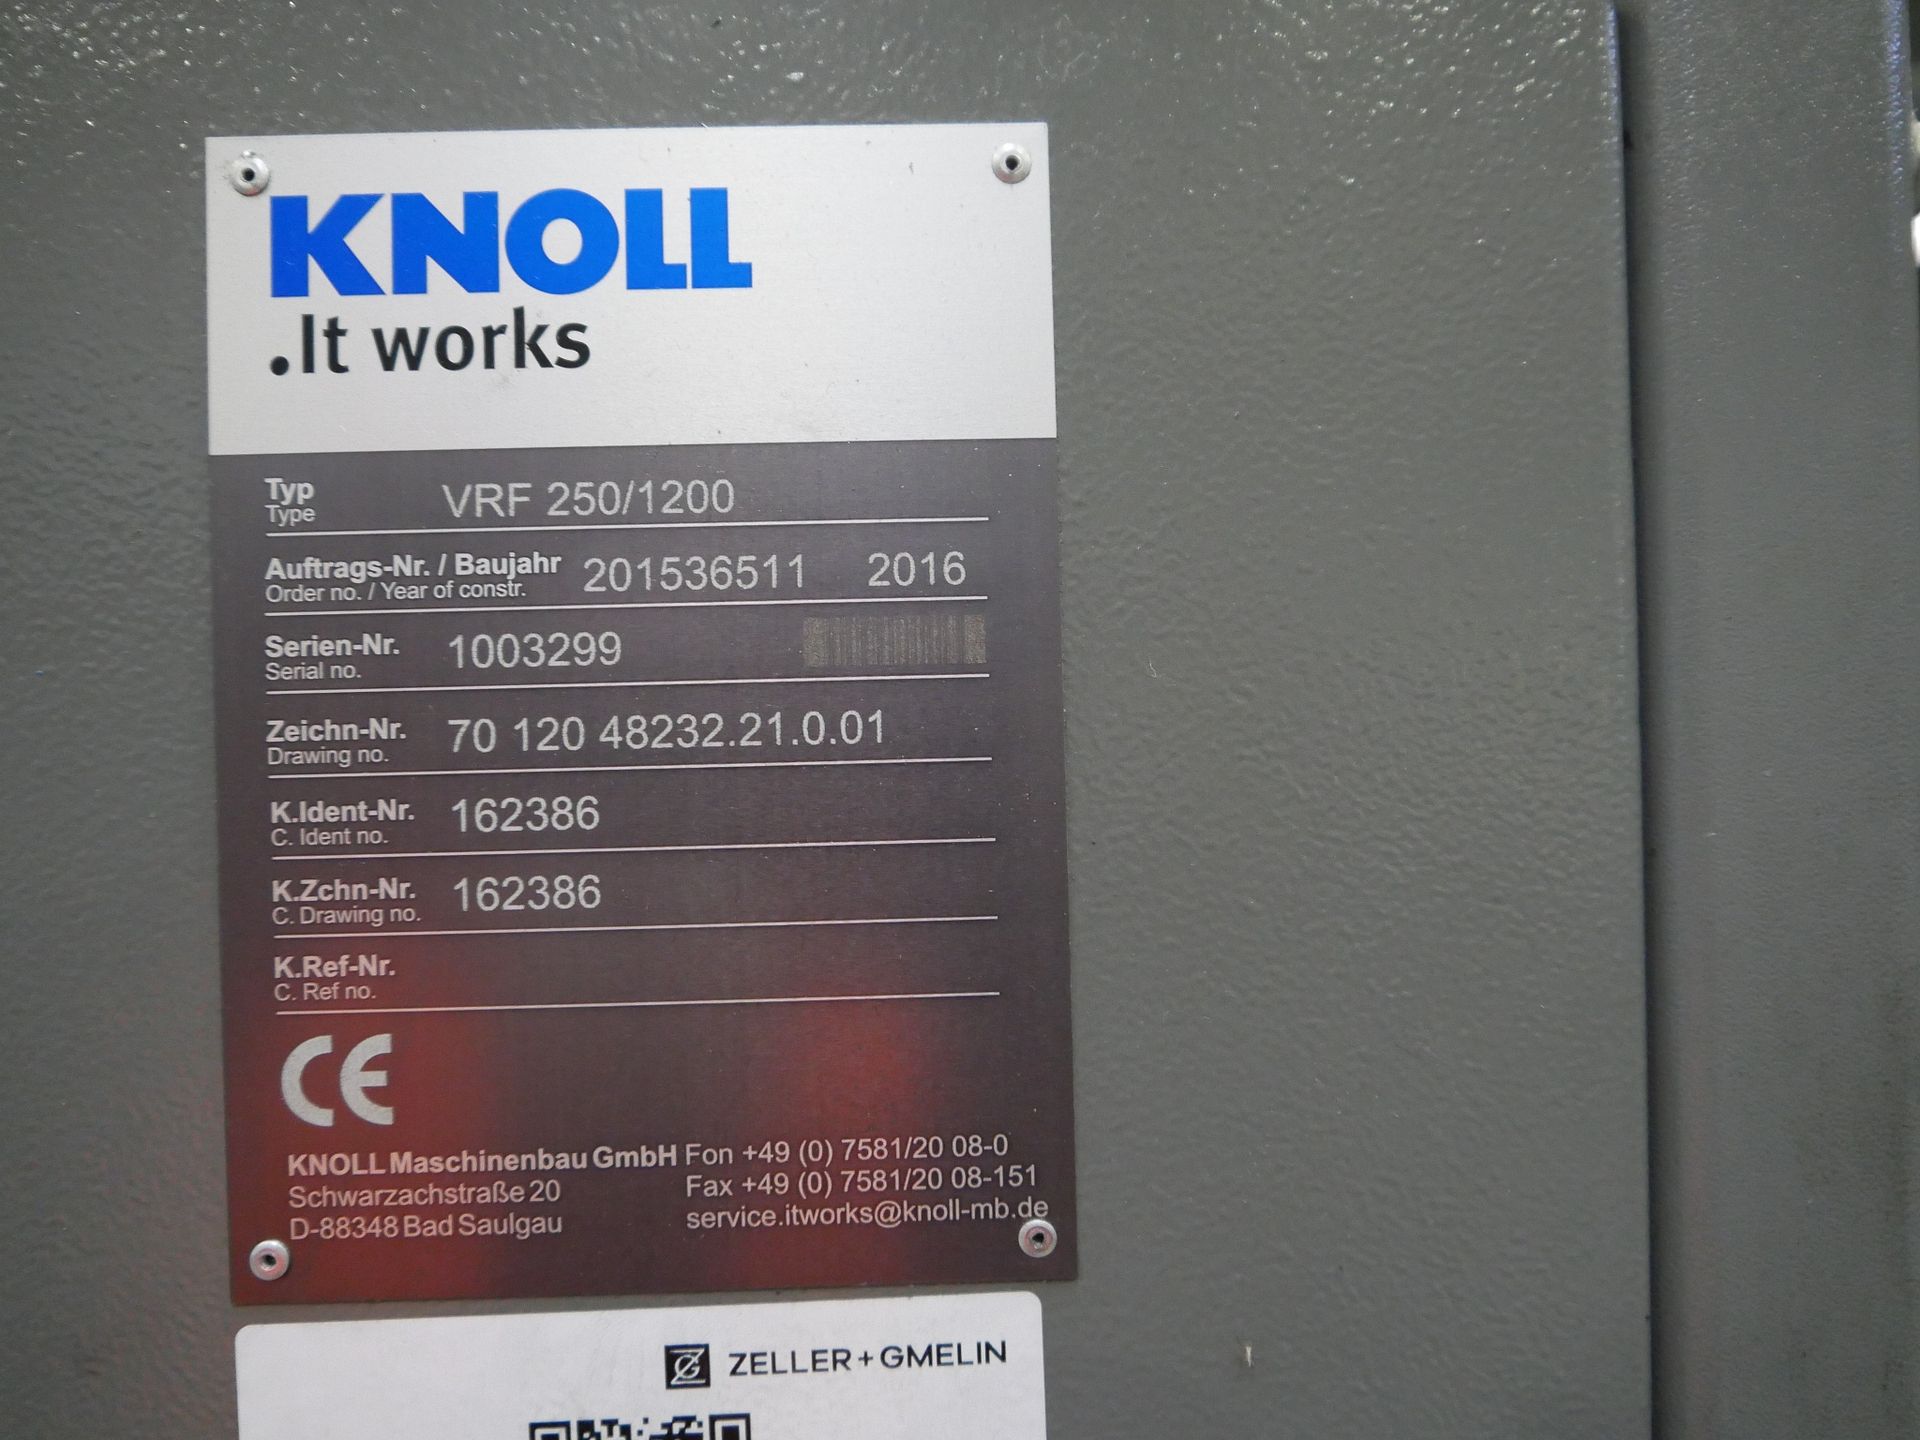 KNOLL
.It works
Typ VRF 250/1200
Type
Auftrags-Nr. / Baujahr 201536511 2016
Order no. / Year of constr.
Serien-Nr. 1003299
Serial no.
Zeichn-Nr. 70 120 48232.21.0.01
Drawing no.
K.Ident-Nr. 162386
C. Ident no.
K.Zchn-Nr. 162386
C. Drawing no.
K.Ref-Nr.
C. Ref no.
CE
KNOLL Maschinenbau GmbH Fon +49 (0) 7581/20 08-0
Schwarzachstraße 20 Fax +49 (0) 7581/20 08-151
D-88348 Bad Saulgau service.itworks@knoll-mb.de
ZELLER+GMELIN